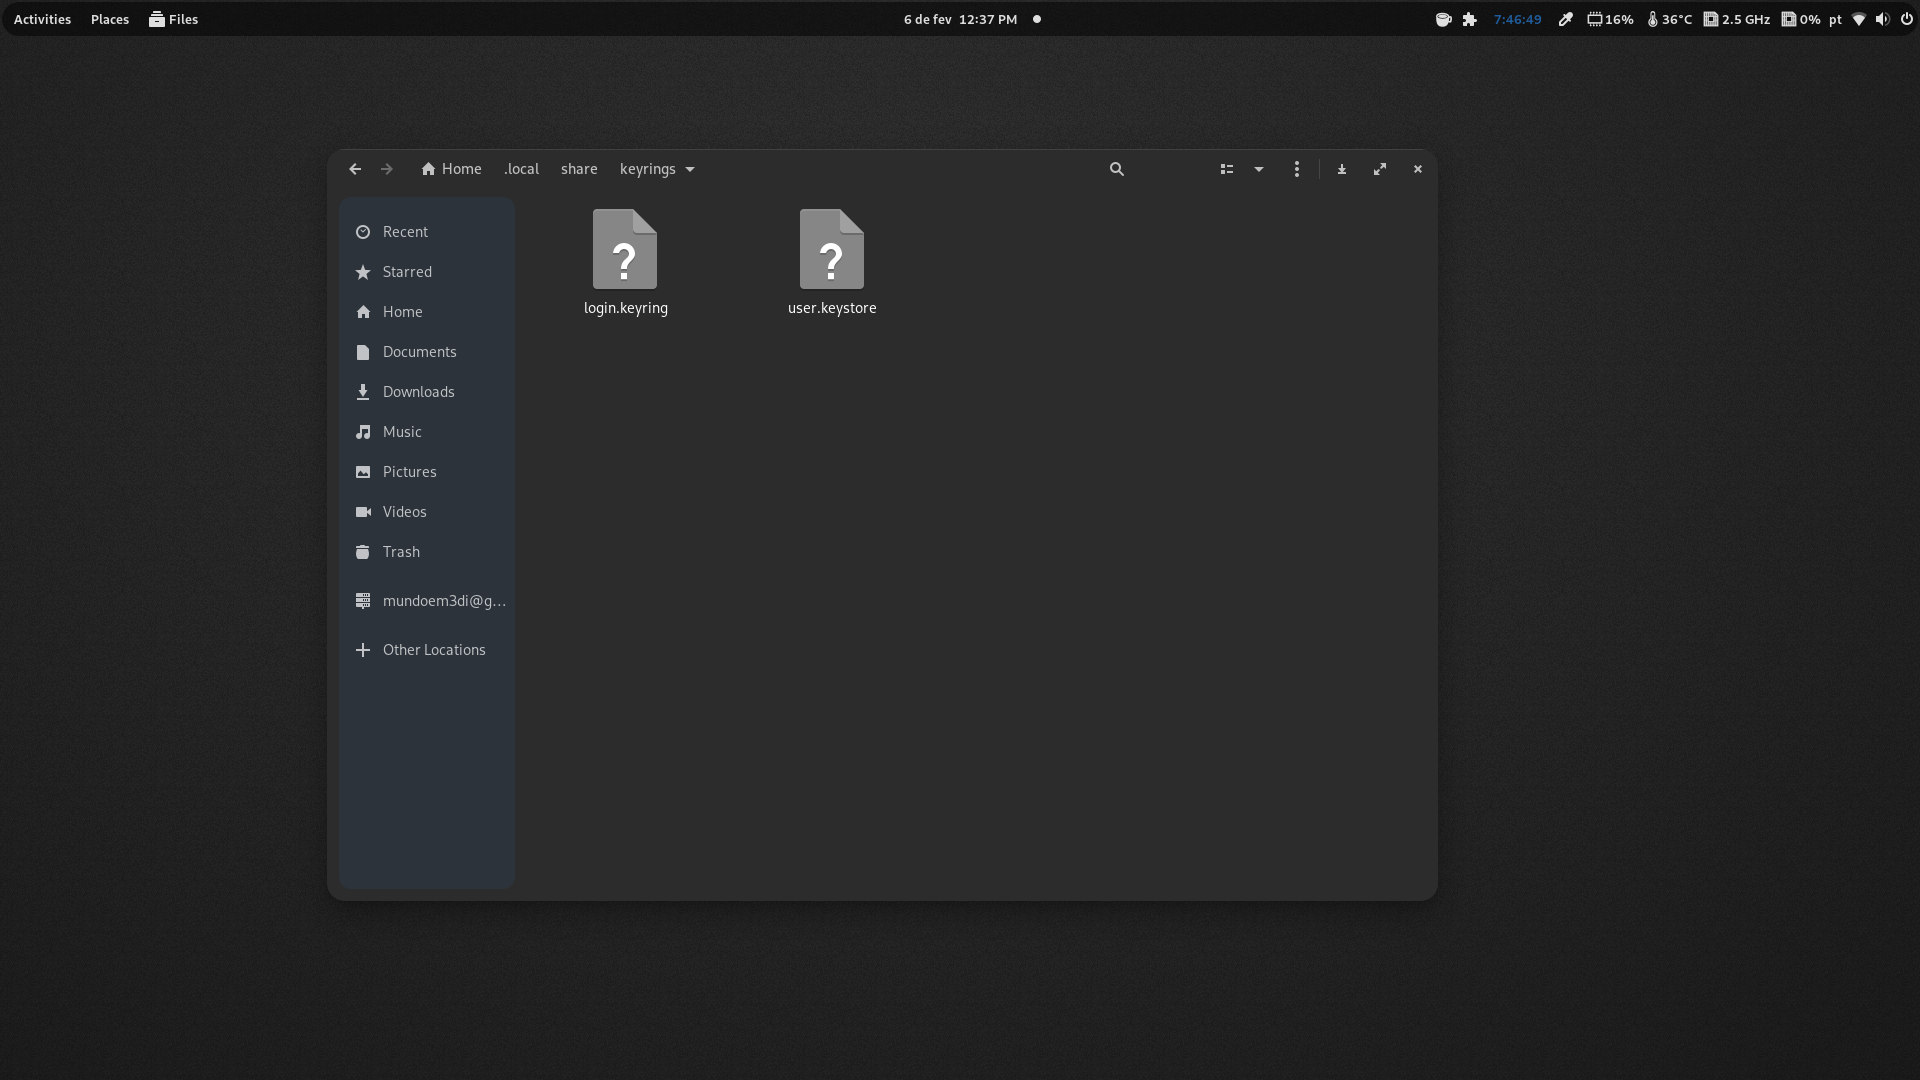 Activities Places Files 6 de fev 12:37 PM 7:46:49 16% 36°C 2.5 GHz 0% pt
Home .local share keyrings
Recent
Starred
Home
Documents
Downloads
Music
Pictures
Videos
Trash
mundoem3di@g...
Other Locations
?
login.keyring
?
user.keystore